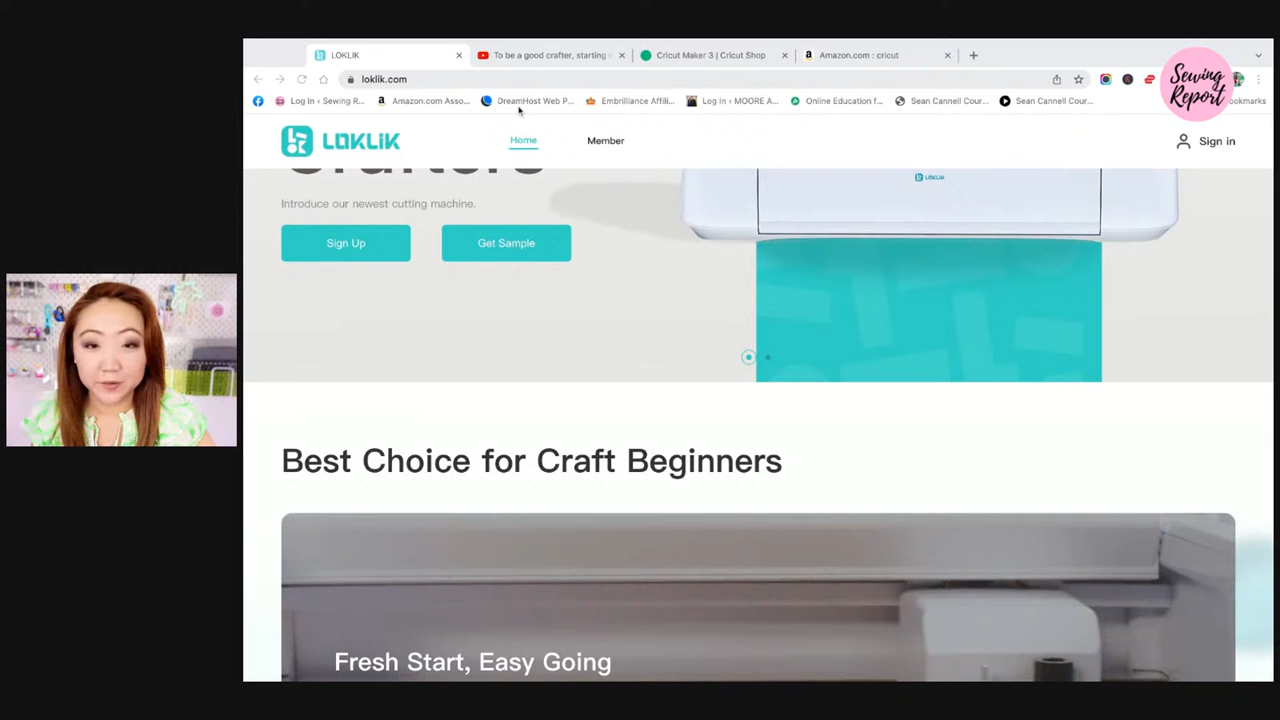 LOKLIK
To be a good crafter, starting
Cricut Maker 3 | Cricut Shop
Amazon.com : cricut
loklik.com
Log In ‹ Sewing R...
Amazon.com Asso...
DreamHost Web P...
Embrilliance Affili...
Log In ‹ MOORE A...
Online Education f...
Sean Cannell Cour...
Sean Cannell Cour...
Sewing
Report
LOKLiK
Home
Member
Sign in
Crafters
LOKLiK
Introduce our newest cutting machine.
Sign Up
Get Sample
Best Choice for Craft Beginners
Fresh Start, Easy Going